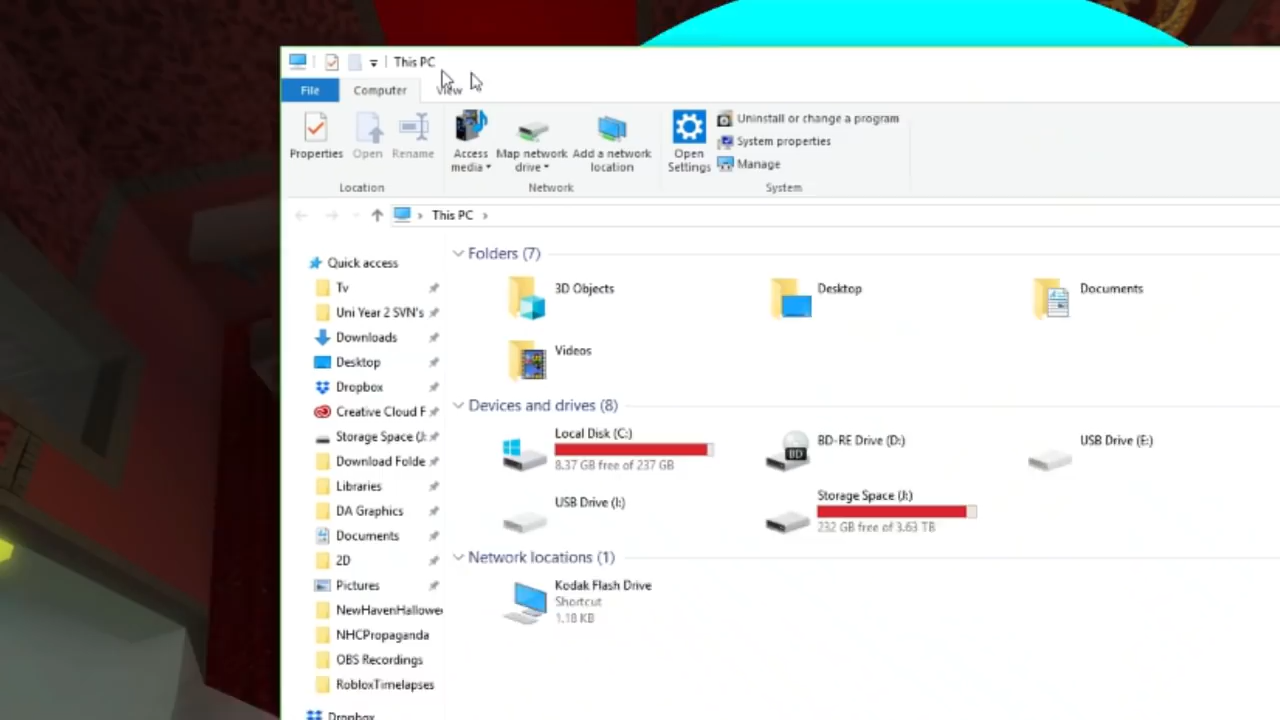 This PC
File
Computer
View
Properties
Open
Rename
Access media
Map network drive
Add a network location
Open Settings
Uninstall or change a program
System properties
Manage
Location
Network
System
This PC
Quick access
Tv
Uni Year 2 SVN's
Downloads
Desktop
Dropbox
Creative Cloud F
Storage Space (J:
Download Folde
Libraries
DA Graphics
Documents
2D
Pictures
NewHavenHallowe
NHCPropaganda
OBS Recordings
RobloxTimelapses
Dropbox
Folders (7)
3D Objects
Desktop
Documents
Videos
Devices and drives (8)
Local Disk (C:)
8.37 GB free of 237 GB
BD
BD-RE Drive (D:)
USB Drive (E:)
USB Drive (I:)
Storage Space (J:)
232 GB free of 3.63 TB
Network locations (1)
Kodak Flash Drive
Shortcut
1.18 KB